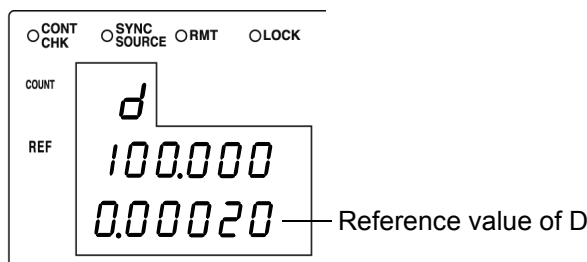 CONT CHK SYNC SOURCE RMT LOCK
COUNT d
REF 100.000
0.00020 Reference value of D